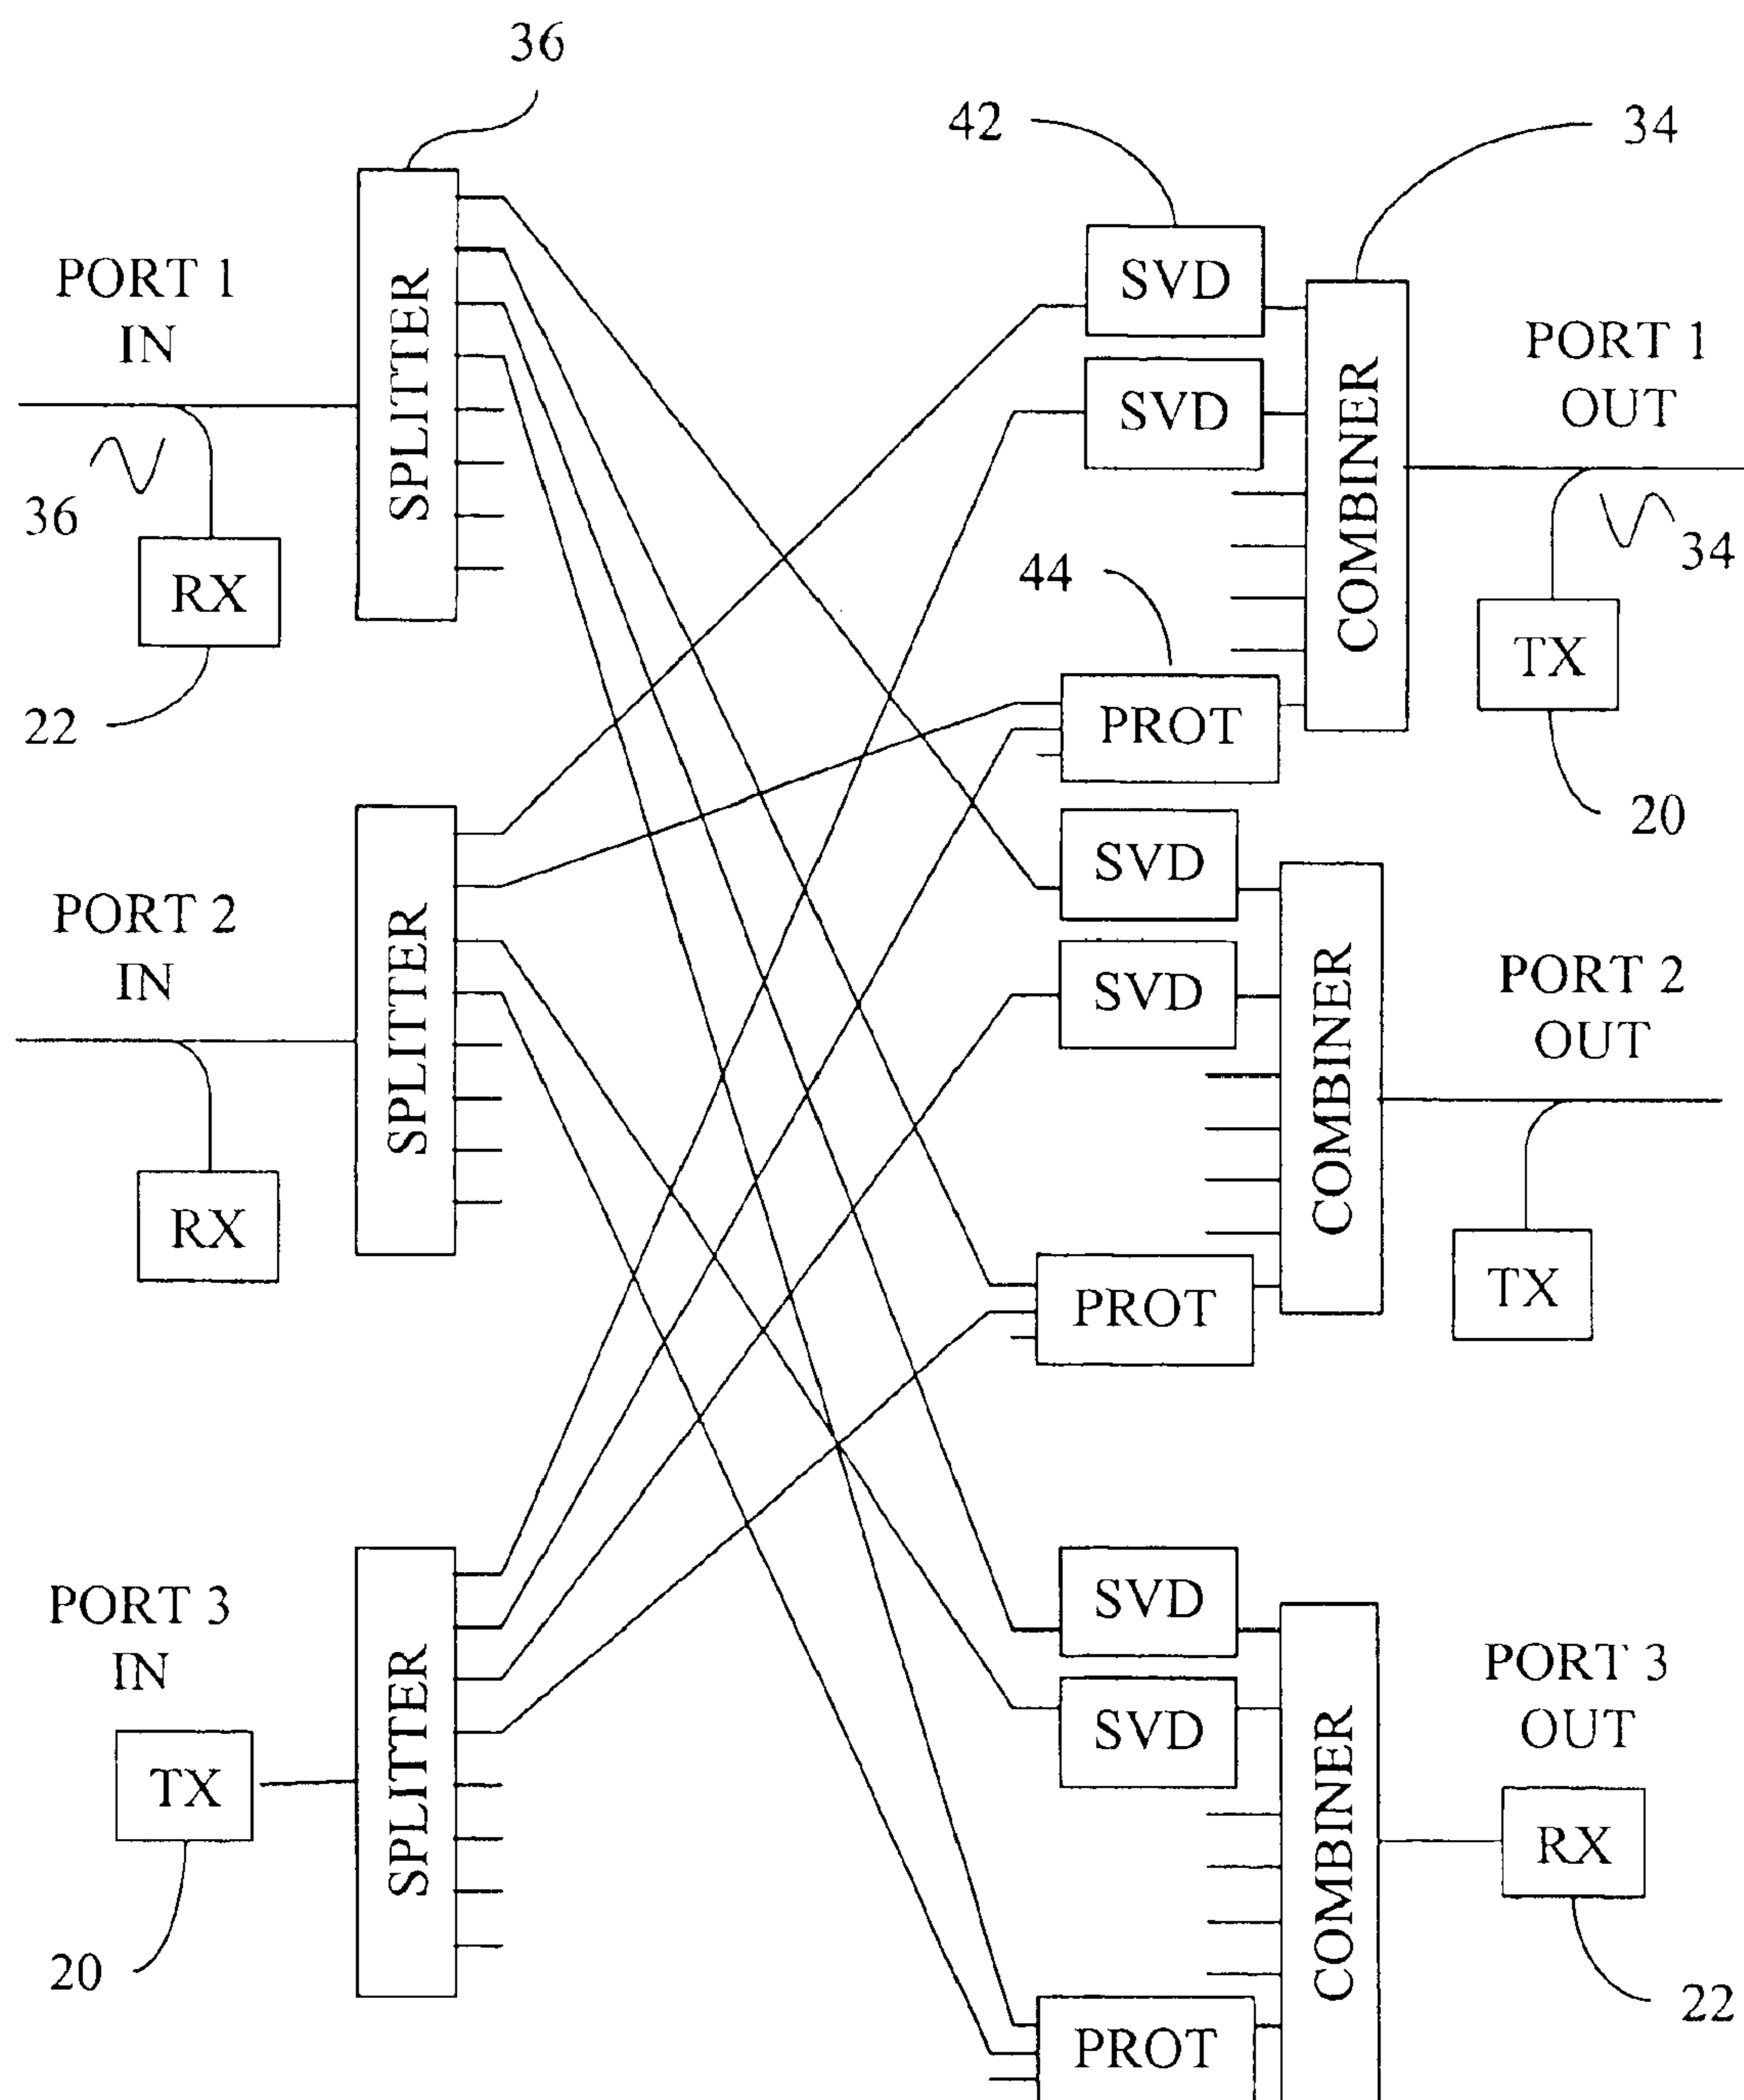 36
42
34
PORT 1
IN
SPLITTER
SVD
SVD
COMBINER
PORT 1
OUT
36
RX
22
44
34
TX
20
PROT
PORT 2
IN
SPLITTER
RX
SVD
SVD
COMBINER
PORT 2
OUT
TX
PROT
PORT 3
IN
SPLITTER
TX
20
SVD
SVD
COMBINER
PORT 3
OUT
RX
22
PROT